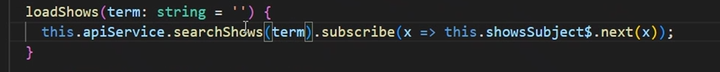 loadShows(term: string = '') {
this.apiService.searchShows(term).subscribe(x => this.showsSubject$.next(x));
}